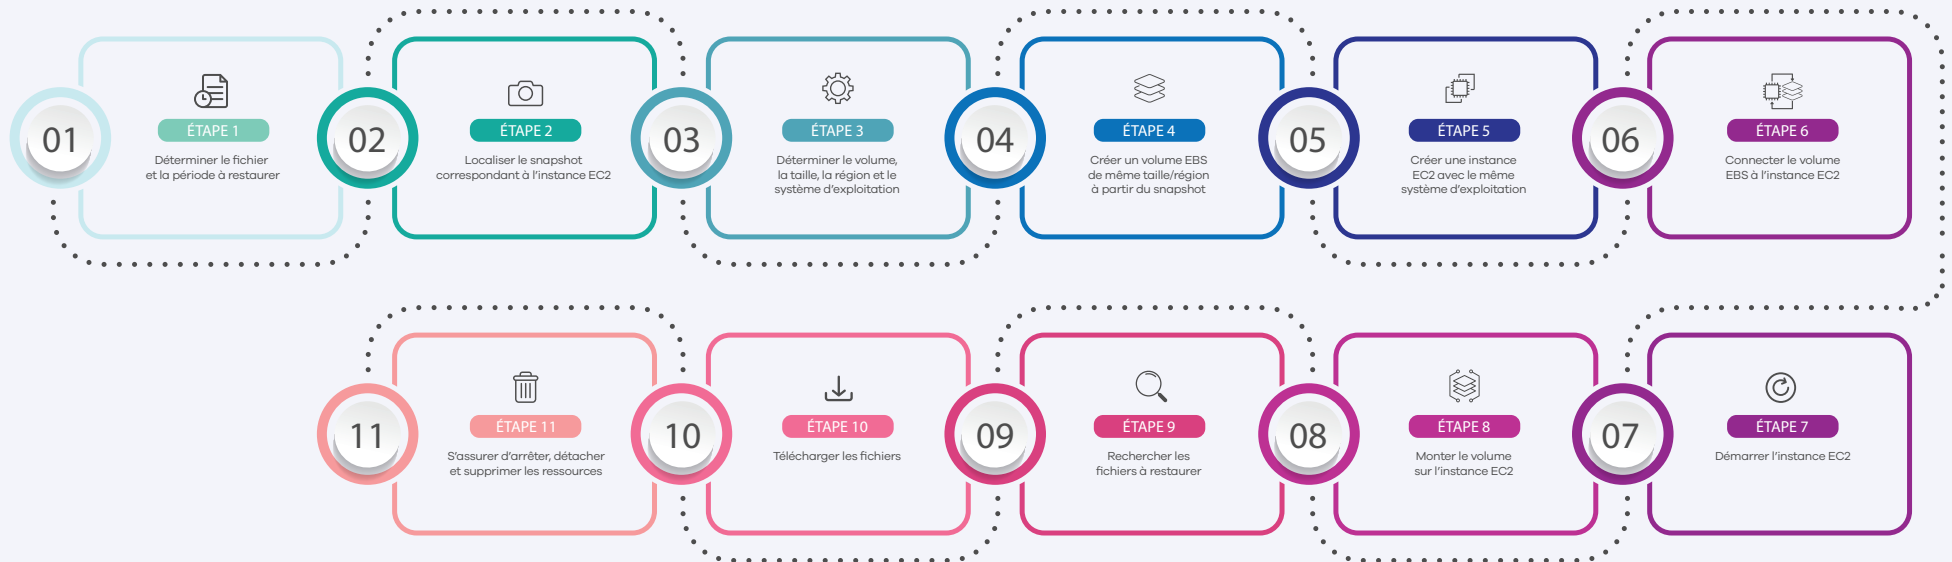 01
ÉTAPE 1
Déterminer le fichier
et la période à restaurer
02
ÉTAPE 2
Localiser le snapshot
correspondant à l'instance EC2
03
ÉTAPE 3
Déterminer le volume,
la taille, la région et le
système d'exploitation
04
ÉTAPE 4
Créer un volume EBS
de même taille/région
à partir du snapshot
05
ÉTAPE 5
Créer une instance
EC2 avec le même
système d'exploitation
06
ÉTAPE 6
Connecter le volume
EBS à l'instance EC2
07
ÉTAPE 7
Démarrer l'instance EC2
08
ÉTAPE 8
Monter le volume
sur l'instance EC2
09
ÉTAPE 9
Rechercher les
fichiers à restaurer
10
ÉTAPE 10
Télécharger les fichiers
11
ÉTAPE 11
S'assurer d'arrêter, détacher
et supprimer les ressources